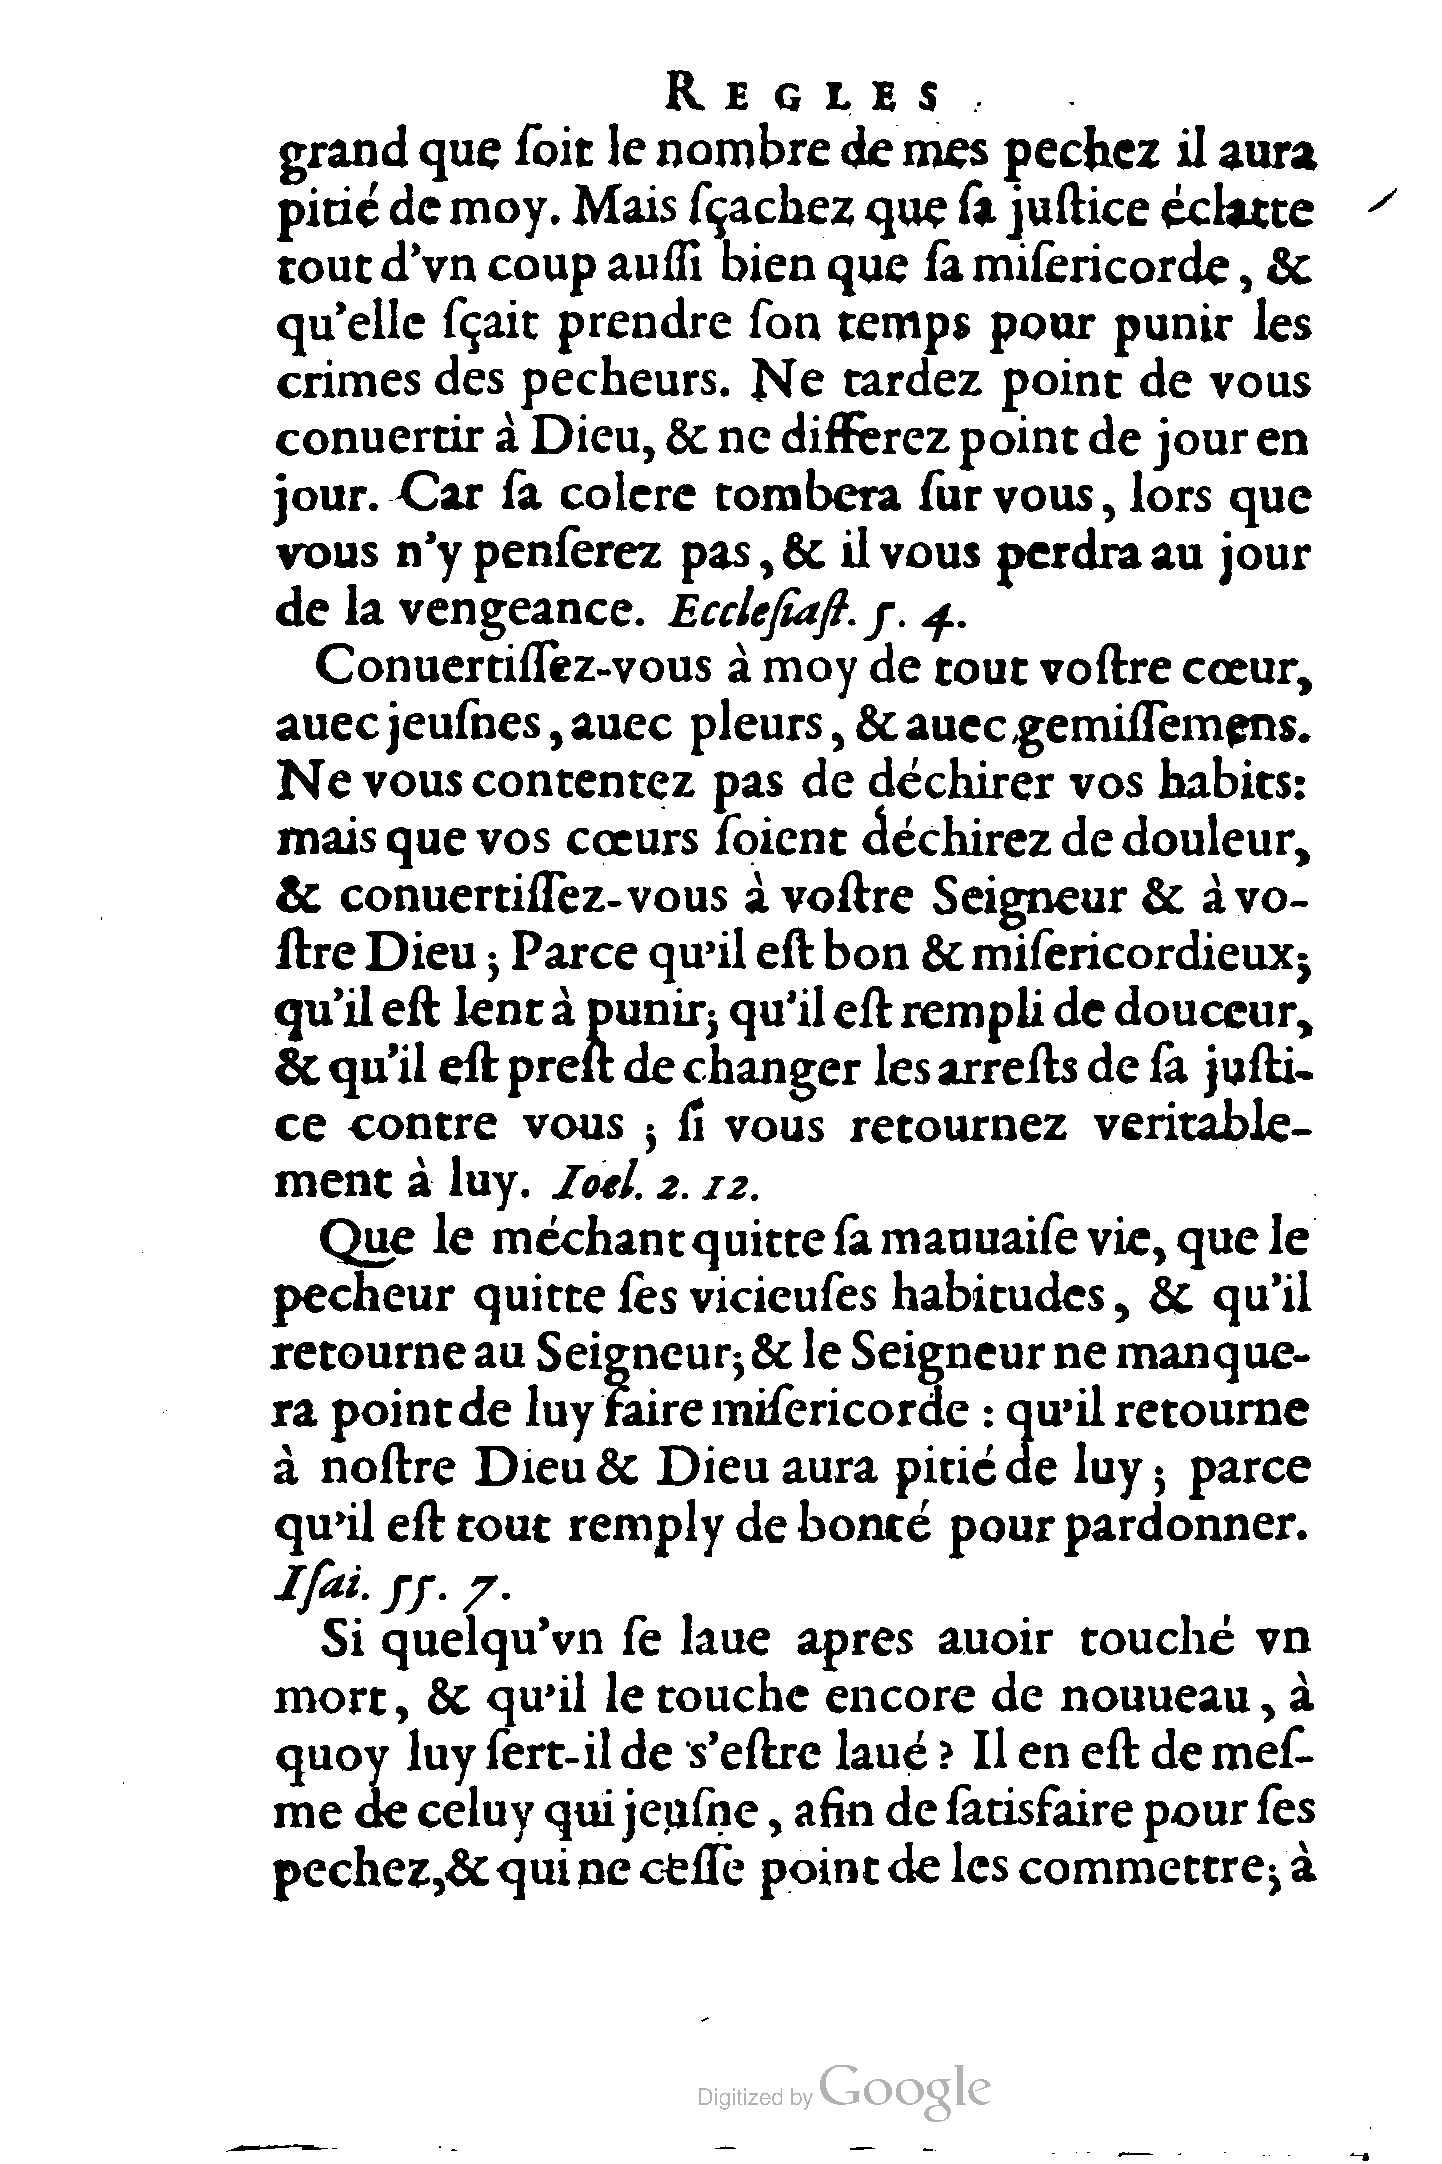 REGLES
grand que ſoit le nombre de mes pechez il aura
pitié de moy. Mais ſçachez que ſa juſtice éclatte
tout d'vn coup auſſi bien que ſa miſericorde, &
qu'elle ſçait prendre ſon temps pour punir les
crimes des pecheurs. Ne tardez point de vous
conuertir à Dieu, & ne differez point de jour en
jour. Car ſa colere tombera ſur vous, lors que
vous n'y penſerez pas, & il vous perdra au jour
de la vengeance. Eccleſiaſt. 5. 4.
Conuertiſſez-vous à moy de tout voſtre cœur,
auec jeuſnes, auec pleurs, & auec gemiſſemens.
Ne vous contentez pas de déchirer vos habits:
mais que vos cœurs ſoient déchirez de douleur,
& conuertiſſez-vous à voſtre Seigneur & à vo-
ſtre Dieu; Parce qu'il eſt bon & miſericordieux;
qu'il eſt lent à punir; qu'il eſt rempli de douceur,
& qu'il eſt preſt de changer les arreſts de ſa juſti-
ce contre vous; ſi vous retournez veritable-
ment à luy. Ioël. 2. 12.
Que le méchant quitte ſa mauuaiſe vie, que le
pecheur quitte ſes vicieuſes habitudes, & qu'il
retourne au Seigneur; & le Seigneur ne manque-
ra point de luy faire miſericorde : qu'il retourne
à noſtre Dieu & Dieu aura pitié de luy; parce
qu'il eſt tout remply de bonté pour pardonner.
Iſai. 55. 7.
Si quelqu'vn ſe laue apres auoir touché vn
mort, & qu'il le touche encore de nouueau, à
quoy luy ſert-il de s'eſtre laué? Il en eſt de meſ-
me de celuy qui jeuſne, afin de ſatisfaire pour ſes
pechez, & qui ne ceſſe point de les commettre; à
Digitized by Google